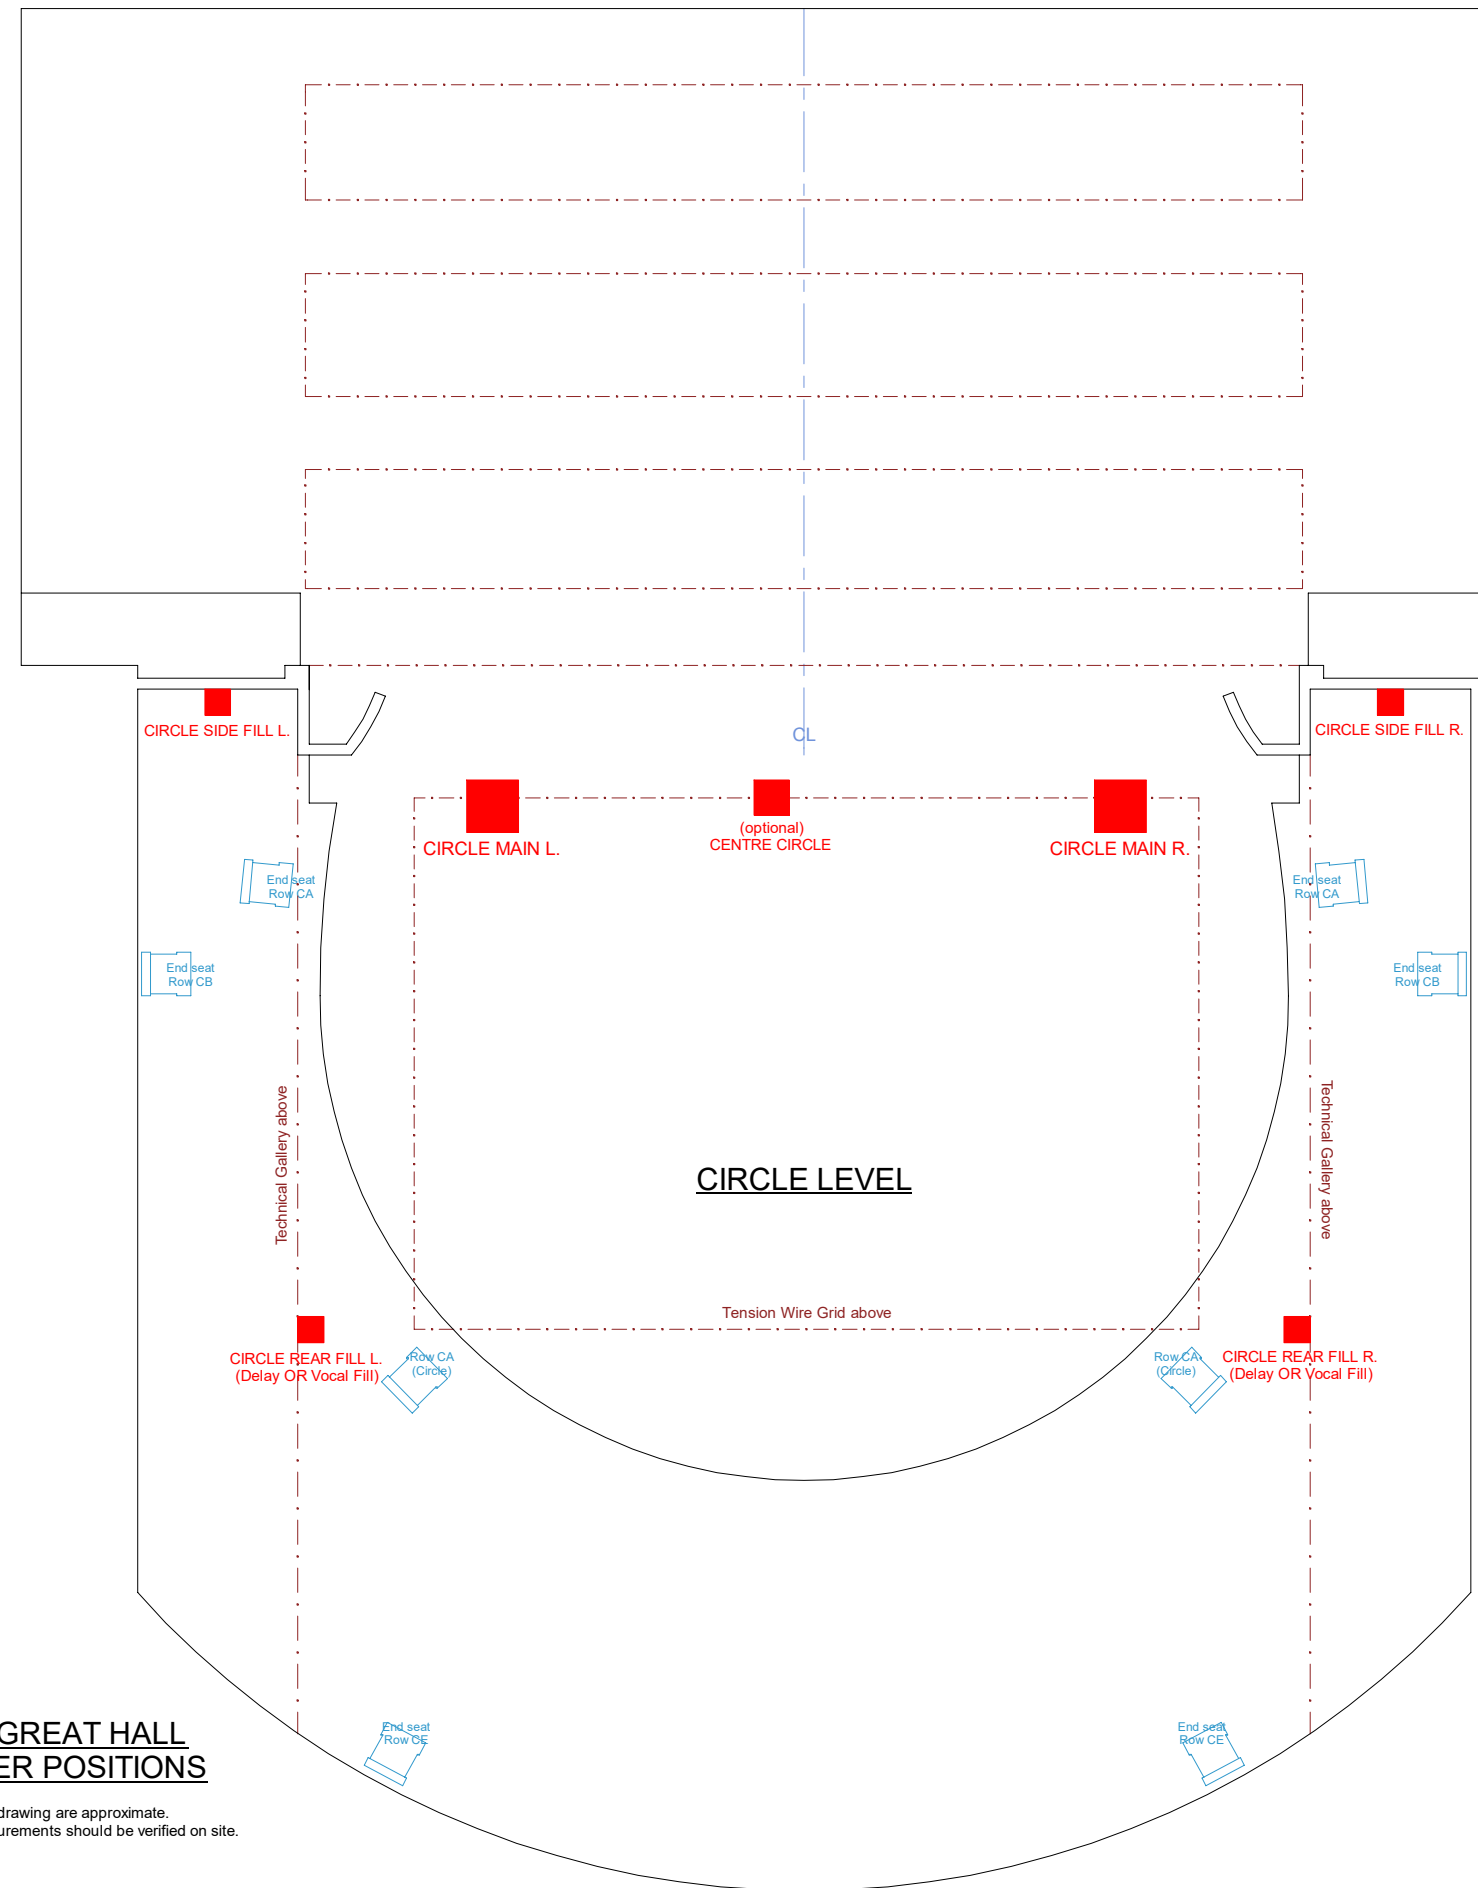 CL
CIRCLE SIDE FILL L.
CIRCLE SIDE FILL R.
(optional)
CENTRE CIRCLE
CIRCLE MAIN L.
CIRCLE MAIN R.
End seat
Row CA
End seat
Row CA
End seat
Row CB
End seat
Row CB
Technical Gallery above
Technical Gallery above
CIRCLE LEVEL
Tension Wire Grid above
CIRCLE REAR FILL L.
(Delay OR Vocal Fill)
Row CA
(Circle)
Row CA
(Circle)
CIRCLE REAR FILL R.
(Delay OR Vocal Fill)
End seat
Row CE
End seat
Row CE
GREAT HALL
ER POSITIONS
drawing are approximate.
urements should be verified on site.